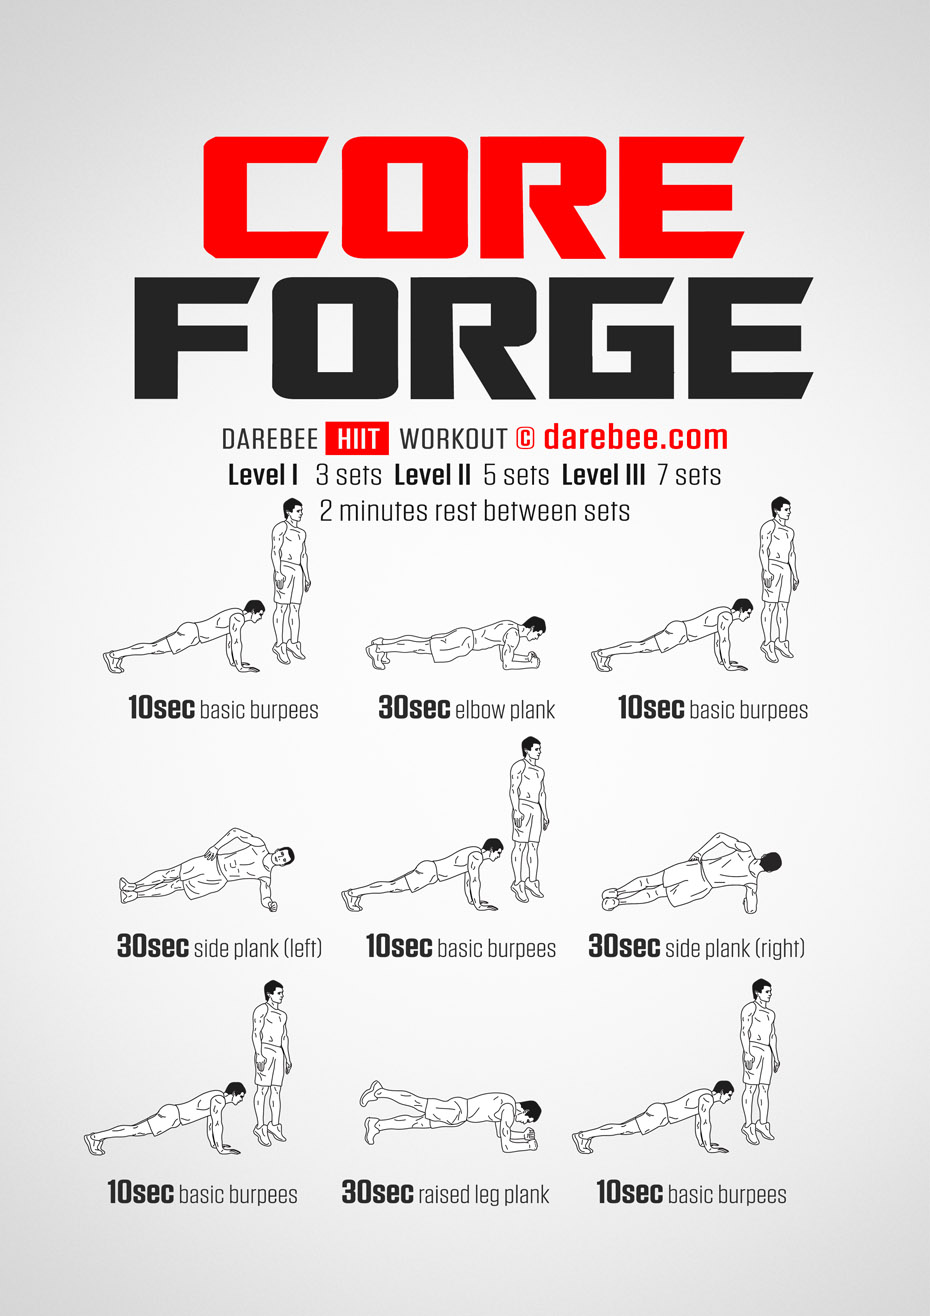 CORE
FORGE
DAREBEE HIIT WORKOUT © darebee.com
Level I 3 sets Level II 5 sets Level III 7 sets
2 minutes rest between sets
10sec basic burpees
30sec elbow plank
10sec basic burpees
30sec side plank (left)
10sec basic burpees
30sec side plank (right)
10sec basic burpees
30sec raised leg plank
10sec basic burpees